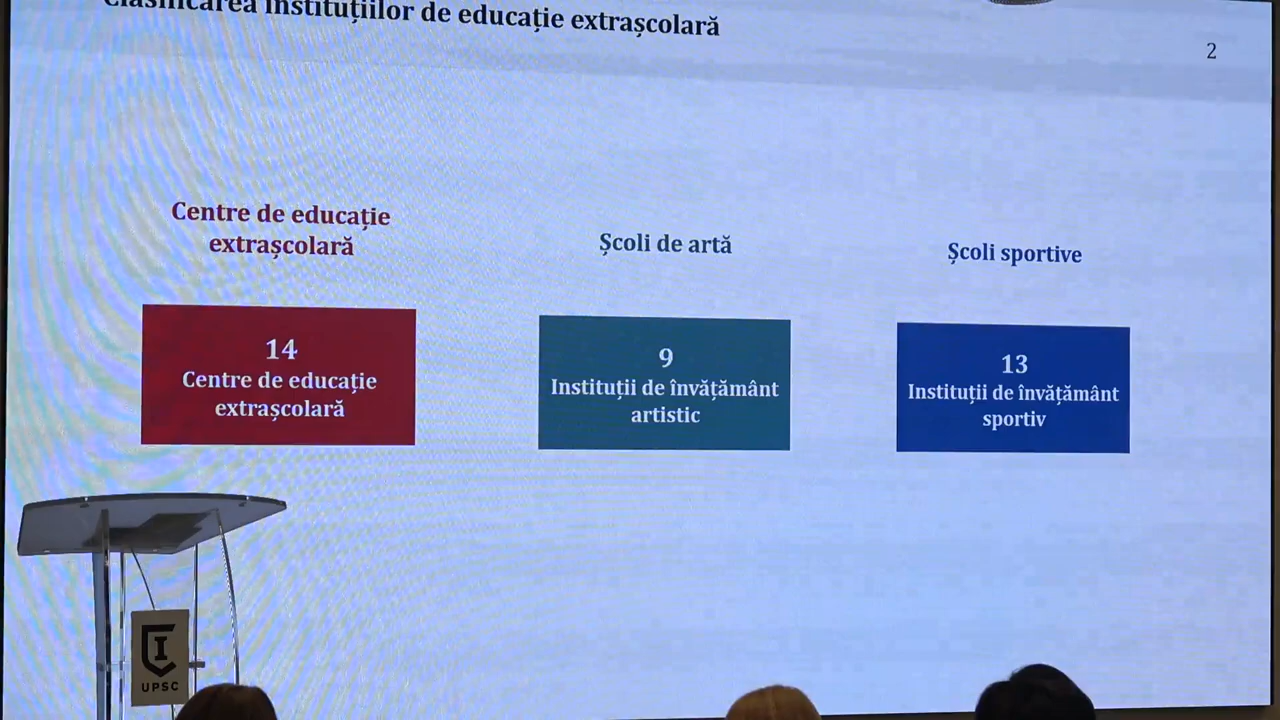 Clasificarea instituțiilor de educație extrașcolară
2
Centre de educație
extrașcolară
Școli de artă
Școli sportive
14
Centre de educație
extrașcolară
9
Instituții de învățământ
artistic
13
Instituții de învățământ
sportiv
UPSC